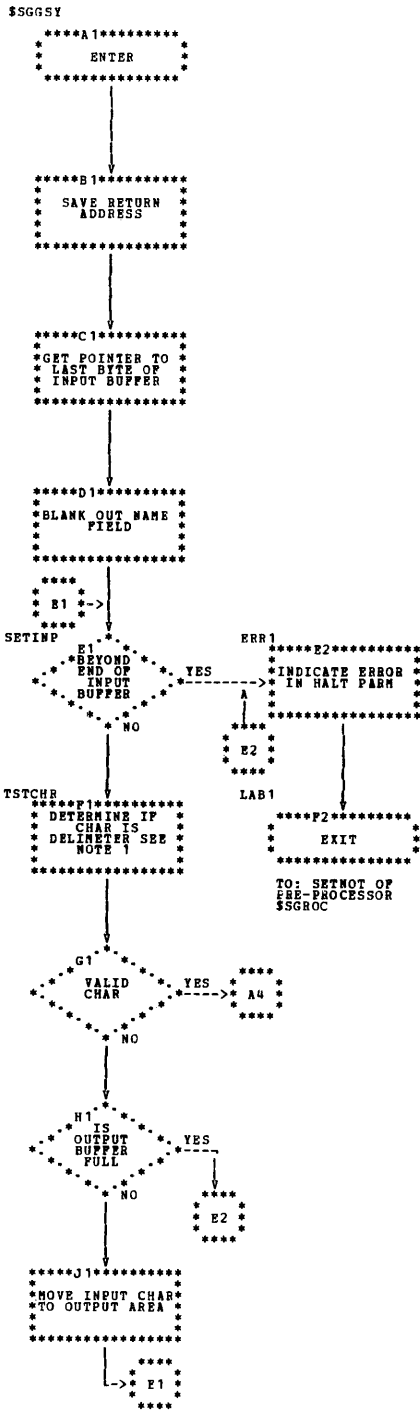 $SGGSY
A1
ENTER
B1
SAVE RETURN
ADDRESS
C1
GET POINTER TO
LAST BYTE OF
INPUT BUFFER
D1
BLANK OUT NAME
FIELD
E1
SETINP
E1
BEYOND
END OF
INPUT
BUFFER
YES
NO
ERR1
E2
INDICATE ERROR
IN HALT PARM
A
E2
TSTCHR
F1
DETERMINE IF
CHAR IS
DELIMETER SEE
NOTE 1
LAB1
F2
EXIT
TO: SETNOT OF
PRE-PROCESSOR
$SGROC
G1
VALID
CHAR
YES
A4
NO
H1
IS
OUTPUT
BUFFER
FULL
YES
NO
E2
J1
MOVE INPUT CHAR
TO OUTPUT AREA
E1